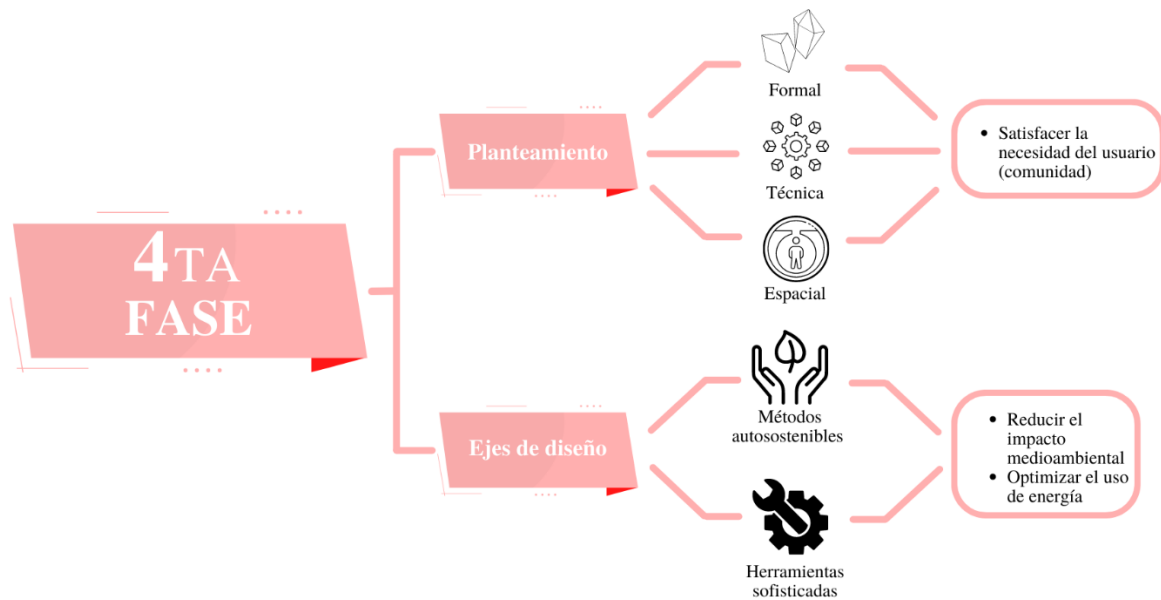 4TA
FASE
Planteamiento
Formal
Técnica
Espacial
• Satisfacer la
necesidad del usuario
(comunidad)
Ejes de diseño
Métodos
autosostenibles
Herramientas
sofisticadas
• Reducir el
impacto
medioambiental
• Optimizar el uso
de energía